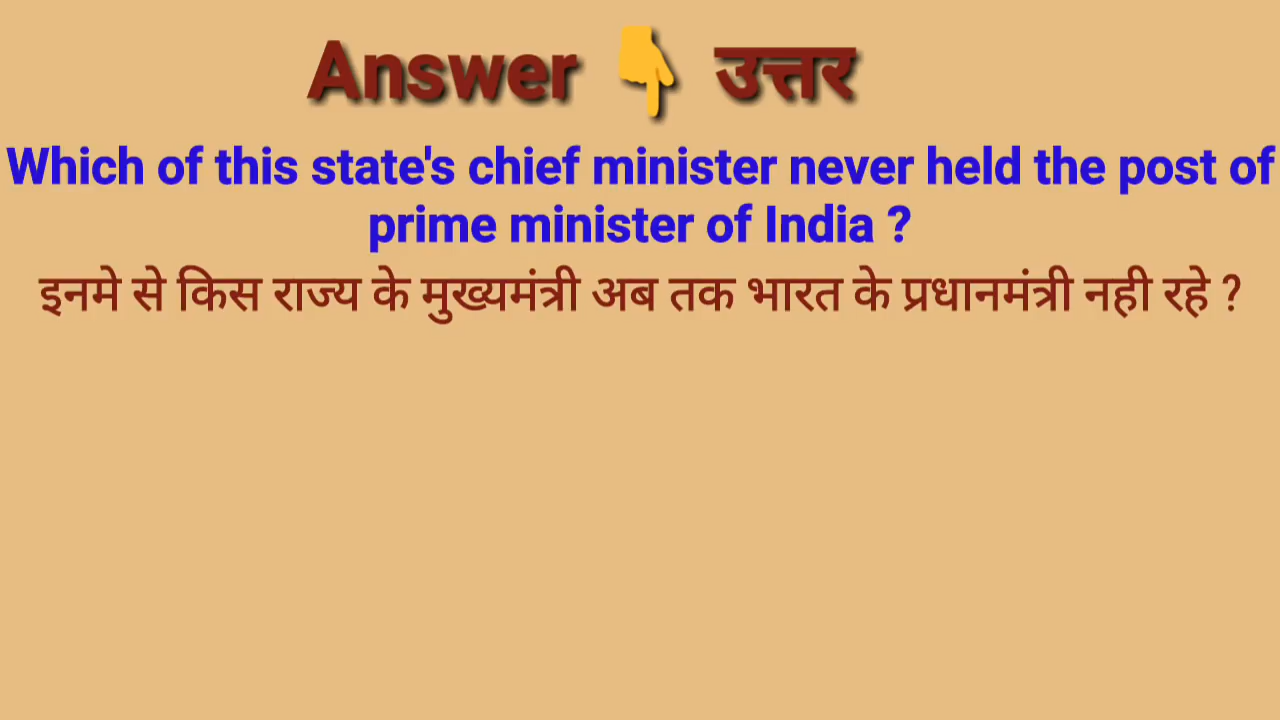 Answer 👇 उत्तर
Which of this state's chief minister never held the post of
prime minister of India ?
इनमे से किस राज्य के मुख्यमंत्री अब तक भारत के प्रधानमंत्री नही रहे ?